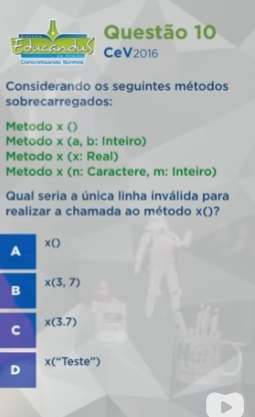 Educandus
Concretizando Sonhos
Questão 10
CeV2016
Considerando os seguintes métodos
sobrecarregados:
Metodo x ()
Metodo x (a, b: Inteiro)
Metodo x (x: Real)
Metodo x (n: Caractere, m: Inteiro)
Qual seria a única linha inválida para
realizar a chamada ao método x()?
A x()
B x(3, 7)
C x(3.7)
D x("Teste")